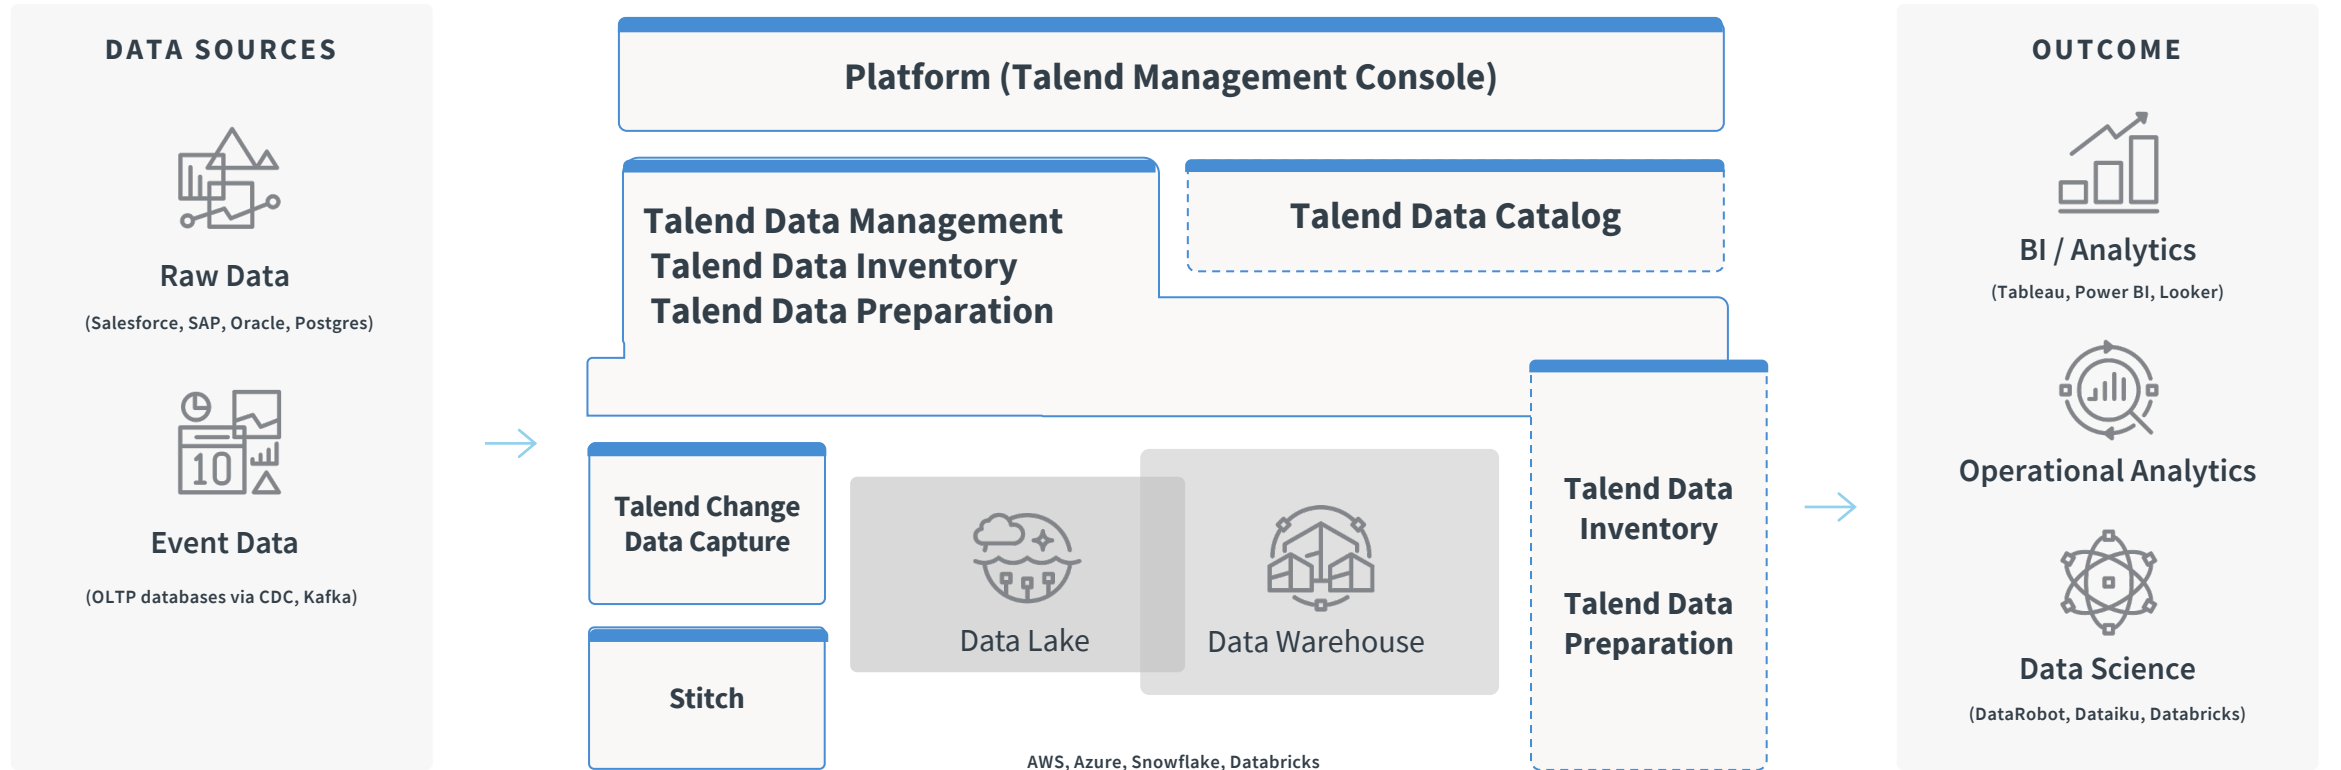 DATA SOURCES
Raw Data
(Salesforce, SAP, Oracle, Postgres)
10
Event Data
(OLTP databases via CDC, Kafka)
Platform (Talend Management Console)
Talend Data Management
Talend Data Inventory
Talend Data Preparation
Talend Data Catalog
Talend Change
Data Capture
Stitch
Data Lake
Data Warehouse
AWS, Azure, Snowflake, Databricks
Talend Data
Inventory
Talend Data
Preparation
OUTCOME
BI / Analytics
(Tableau, Power BI, Looker)
Operational Analytics
Data Science
(DataRobot, Dataiku, Databricks)